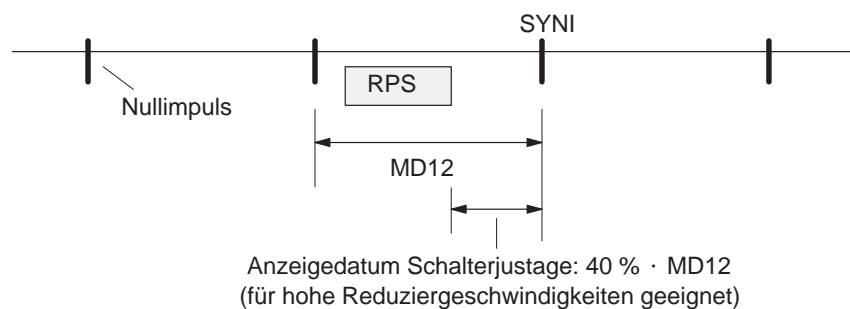 SYNI
RPS
Nullimpuls
MD12
Anzeigedatum Schalterjustage: 40 % · MD12
(für hohe Reduziergeschwindigkeiten geeignet)